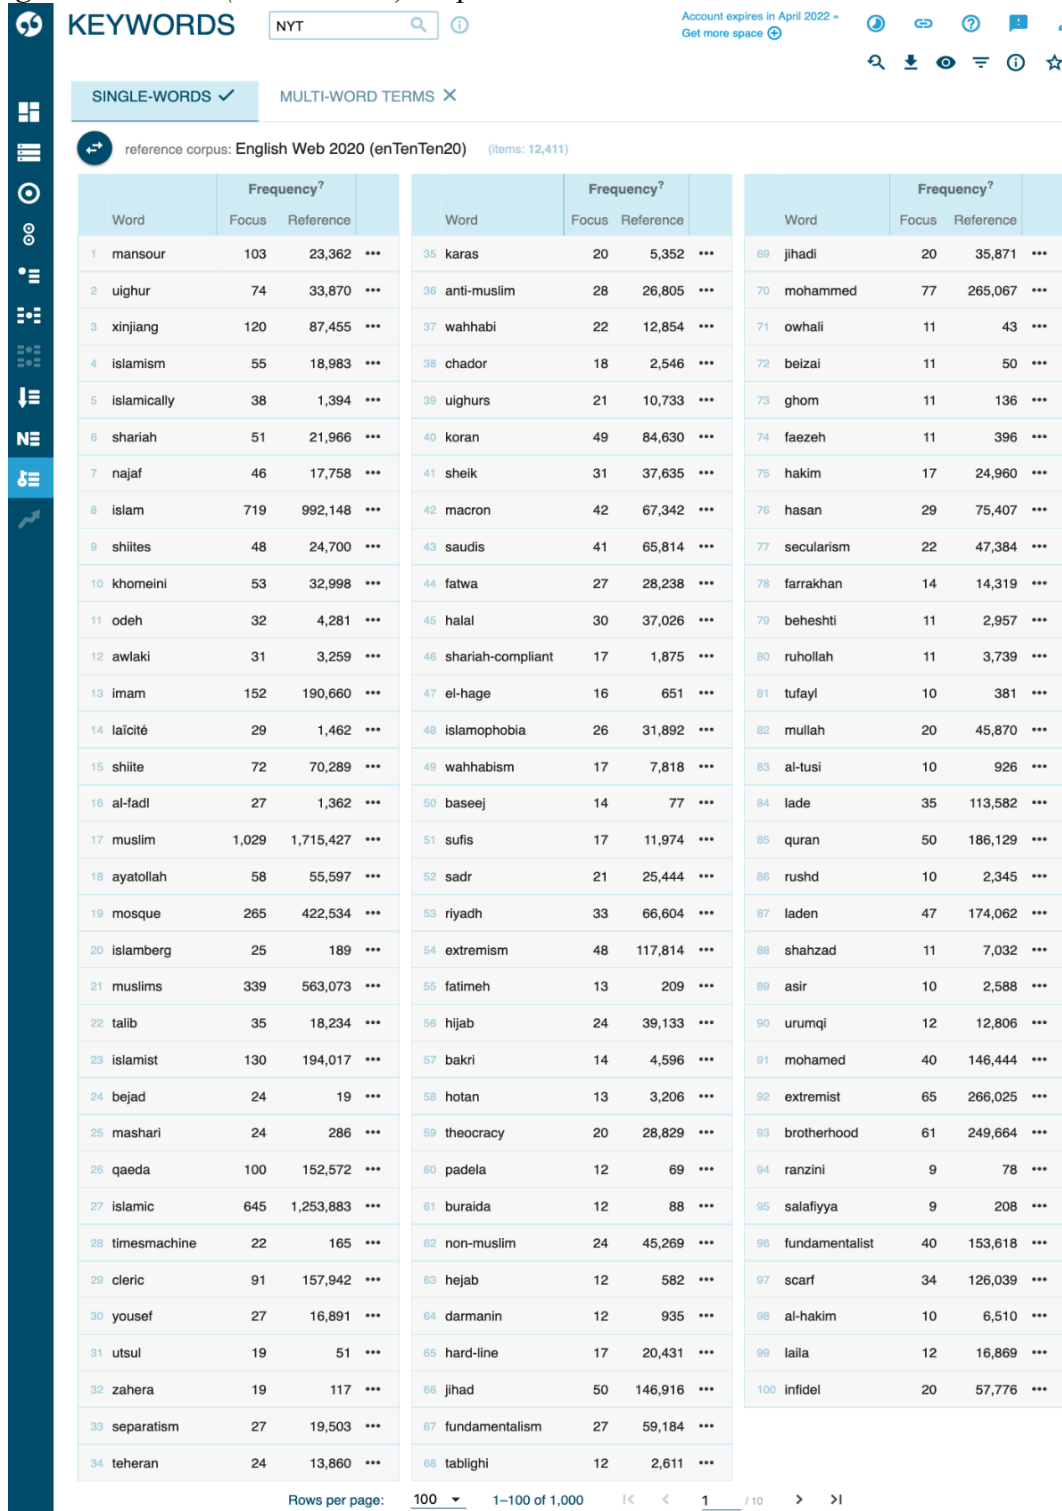 KEYWORDS
NYT
Account expires in April 2022 »
Get more space
SINGLE-WORDS
MULTI-WORD TERMS
reference corpus: English Web 2020 (enTenTen20) (items: 12,411)
Frequency?
Word Focus Reference
1 mansour 103 23,362
2 uighur 74 33,870
3 xinjiang 120 87,455
4 islamism 55 18,983
5 islamically 38 1,394
6 shariah 51 21,966
7 najaf 46 17,758
8 islam 719 992,148
9 shiites 48 24,700
10 khomeini 53 32,998
11 odeh 32 4,281
12 awlaki 31 3,259
13 imam 152 190,660
14 laïcité 29 1,462
15 shiite 72 70,289
16 al-fadl 27 1,362
17 muslim 1,029 1,715,427
18 ayatollah 58 55,597
19 mosque 265 422,534
20 islamberg 25 189
21 muslims 339 563,073
22 talib 35 18,234
23 islamist 130 194,017
24 bejad 24 19
25 mashari 24 286
26 qaeda 100 152,572
27 islamic 645 1,253,883
28 timesmachine 22 165
29 cleric 91 157,942
30 yousef 27 16,891
31 utsul 19 51
32 zahera 19 117
33 separatism 27 19,503
34 teheran 24 13,860
Frequency?
Word Focus Reference
35 karas 20 5,352
36 anti-muslim 28 26,805
37 wahhabi 22 12,854
38 chador 18 2,546
39 uighurs 21 10,733
40 koran 49 84,630
41 sheik 31 37,635
42 macron 42 67,342
43 saudis 41 65,814
44 fatwa 27 28,238
45 halal 30 37,026
46 shariah-compliant 17 1,875
47 el-hage 16 651
48 islamophobia 26 31,892
49 wahhabism 17 7,818
50 baseej 14 77
51 sufis 17 11,974
52 sadr 21 25,444
53 riyadh 33 66,604
54 extremism 48 117,814
55 fatimeh 13 209
56 hijab 24 39,133
57 bakri 14 4,596
58 hotan 13 3,206
59 theocracy 20 28,829
60 padela 12 69
61 buraida 12 88
62 non-muslim 24 45,269
63 hejab 12 582
64 darmanin 12 935
65 hard-line 17 20,431
66 jihad 50 146,916
67 fundamentalism 27 59,184
68 tablighi 12 2,611
Frequency?
Word Focus Reference
69 jihadi 20 35,871
70 mohammed 77 265,067
71 owhali 11 43
72 beizai 11 50
73 ghom 11 136
74 faezeh 11 396
75 hakim 17 24,960
76 hasan 29 75,407
77 secularism 22 47,384
78 farrakhan 14 14,319
79 beheshti 11 2,957
80 ruhollah 11 3,739
81 tufayl 10 381
82 mullah 20 45,870
83 al-tusi 10 926
84 lade 35 113,582
85 quran 50 186,129
86 rushd 10 2,345
87 laden 47 174,062
88 shahzad 11 7,032
89 asir 10 2,588
90 urumqi 12 12,806
91 mohamed 40 146,444
92 extremist 65 266,025
93 brotherhood 61 249,664
94 ranzini 9 78
95 salafiyya 9 208
96 fundamentalist 40 153,618
97 scarf 34 126,039
98 al-hakim 10 6,510
99 laila 12 16,869
100 infidel 20 57,776
Rows per page: 100 1–100 of 1,000 1 / 10